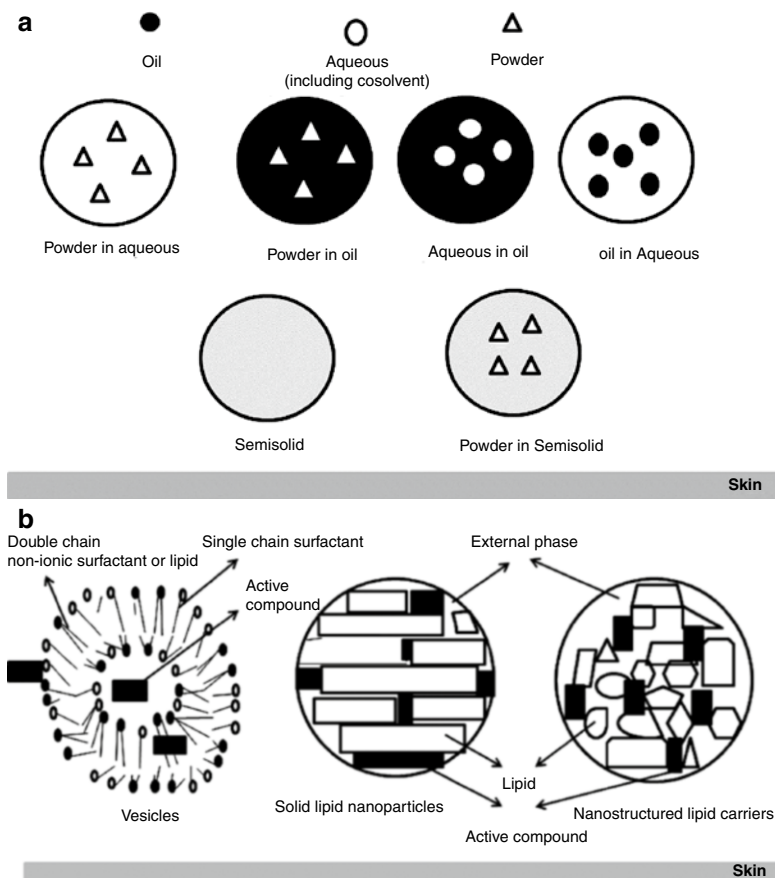 a
Oil
Aqueous
(including cosolvent)
Powder
Powder in aqueous
Powder in oil
Aqueous in oil
oil in Aqueous
Semisolid
Powder in Semisolid
Skin
b
Double chain
non-ionic surfactant or lipid
Single chain surfactant
Active
compound
External phase
Vesicles
Solid lipid nanoparticles
Lipid
Nanostructured lipid carriers
Active compound
Skin